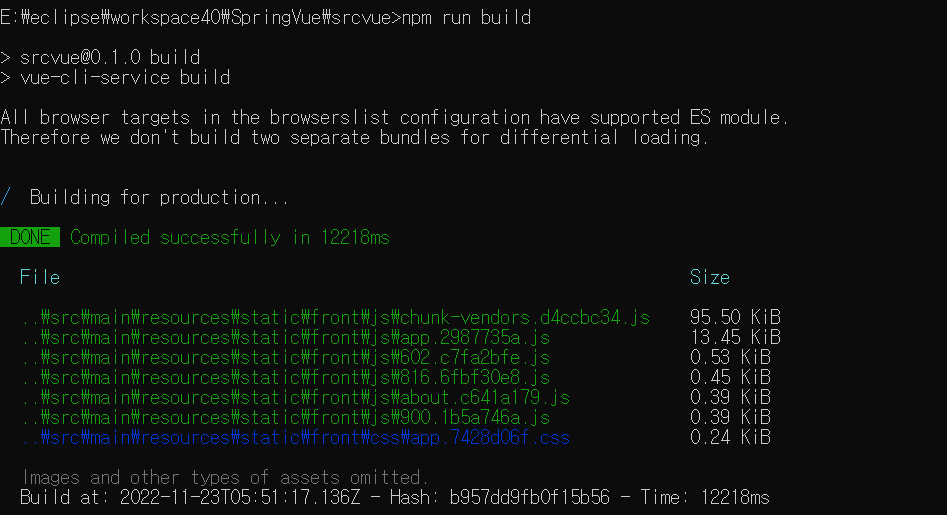 E:₩eclipse₩workspace40₩SpringVue₩srcvue>npm run build
> srcvue@0.1.0 build
> vue-cli-service build
All browser targets in the browserslist configuration have supported ES module.
Therefore we don't build two separate bundles for differential loading.
/ Building for production...
DONE Compiled successfully in 12218ms
File Size
..₩src₩main₩resources₩static₩front₩js₩chunk-vendors.d4ccbc34.js 95.50 KiB
..₩src₩main₩resources₩static₩front₩js₩app.2987735a.js 13.45 KiB
..₩src₩main₩resources₩static₩front₩js₩602.c7fa2bfe.js 0.53 KiB
..₩src₩main₩resources₩static₩front₩js₩816.6fbf30e8.js 0.45 KiB
..₩src₩main₩resources₩static₩front₩js₩about.c641a179.js 0.39 KiB
..₩src₩main₩resources₩static₩front₩js₩900.1b5a746a.js 0.39 KiB
..₩src₩main₩resources₩static₩front₩css₩app.7428d06f.css 0.24 KiB
Images and other types of assets omitted.
Build at: 2022-11-23T05:51:17.136Z - Hash: b957dd9fb0f15b56 - Time: 12218ms